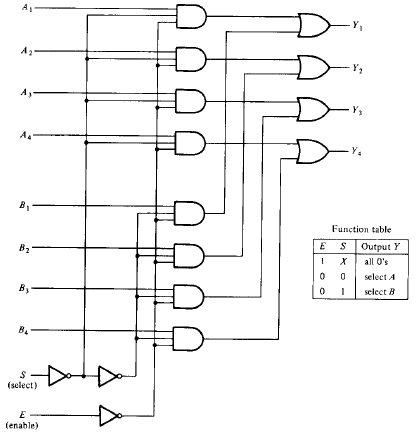 A1
Y1
A2
Y2
A3
Y3
A4
Y4
B1
B2
B3
B4
Function table
E S Output Y
1 X all 0's
0 0 select A
0 1 select B
S
(select)
E
(enable)